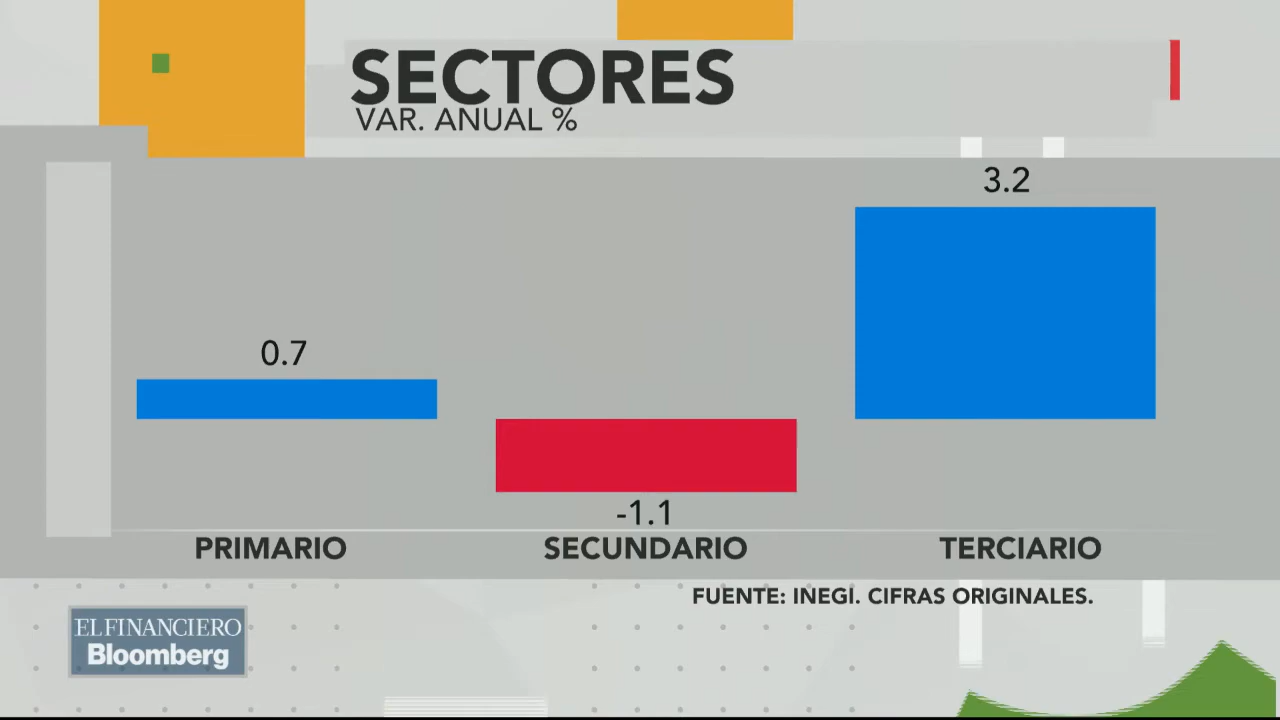 SECTORES
VAR. ANUAL %
3.2
0.7
-1.1
PRIMARIO SECUNDARIO TERCIARIO
FUENTE: INEGI. CIFRAS ORIGINALES.
EL FINANCIERO
Bloomberg